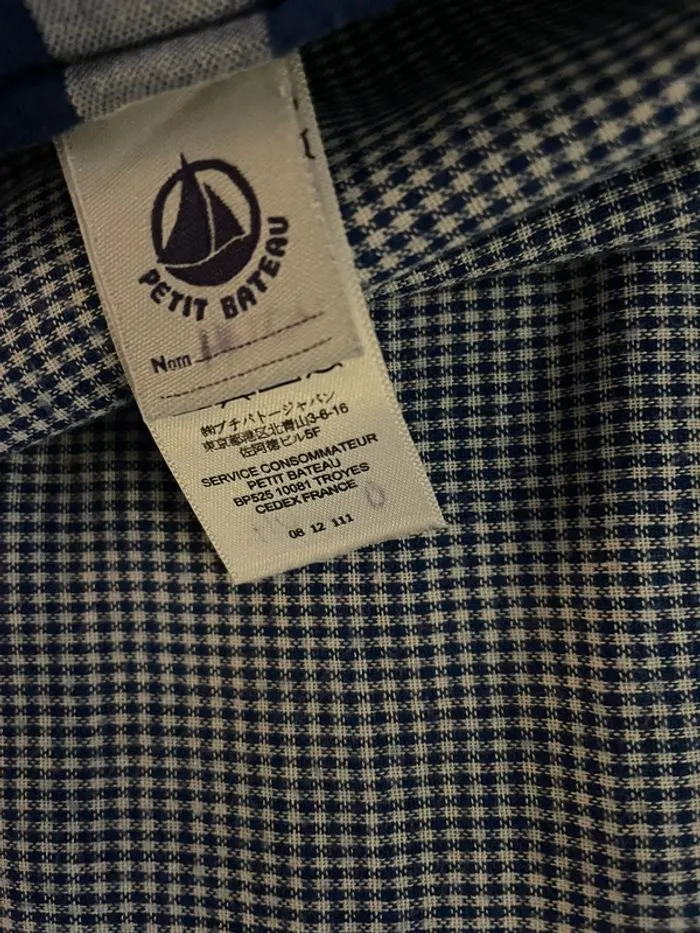 PETIT BATEAU
Nom
㈱プチバトージャパン
東京都港区北青山3-6-16
佐阿徳ビル5F
SERVICE CONSOMMATEUR
PETIT BATEAU
BP525 10081 TROYES
CEDEX FRANCE
08 12 111